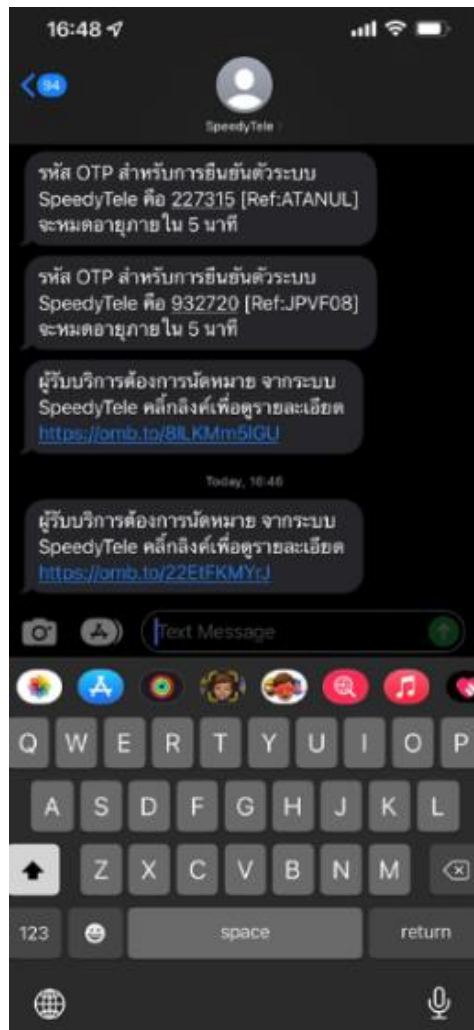 16:48
94
SpeedyTele
รหัส OTP สำหรับการยืนยันตัวระบบ
SpeedyTele คือ 227315 [Ref:ATANUL]
จะหมดอายุภายใน 5 นาที
รหัส OTP สำหรับการยืนยันตัวระบบ
SpeedyTele คือ 932720 [Ref:JPVF08]
จะหมดอายุภายใน 5 นาที
ผู้รับบริการต้องการนัดหมาย จากระบบ
SpeedyTele คลิ๊กลิงค์เพื่อดูรายละเอียด
https://omb.to/8ILKMm5IGU
Today, 16:46
ผู้รับบริการต้องการนัดหมาย จากระบบ
SpeedyTele คลิ๊กลิงค์เพื่อดูรายละเอียด
https://omb.to/22EtFKMYrJ
Text Message
Q W E R T Y U I O P
A S D F G H J K L
Z X C V B N M
123 space return